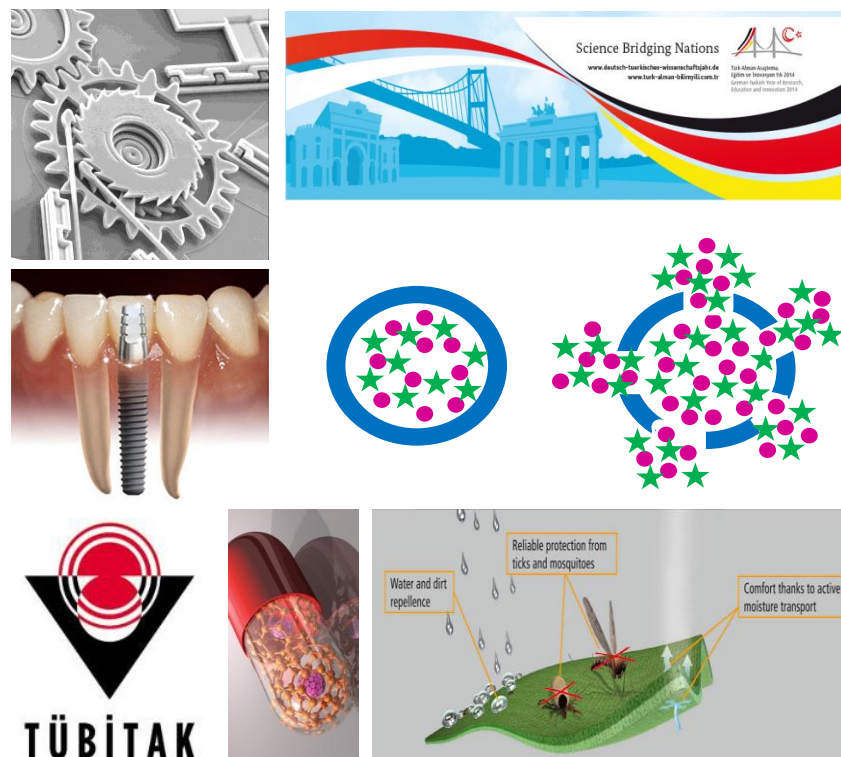 Science Bridging Nations
www.deutsch-tuerkisches-wissenschaftsjahr.de
www.turk-alman-bilimyili.com.tr
Türk-Alman Araştırma,
Eğitim ve İnovasyon Yılı 2014
German-Turkish Year of Research,
Education and Innovation 2014
Reliable protection from
ticks and mosquitoes
Water and dirt
repellence
Comfort thanks to active
moisture transport
TÜBİTAK